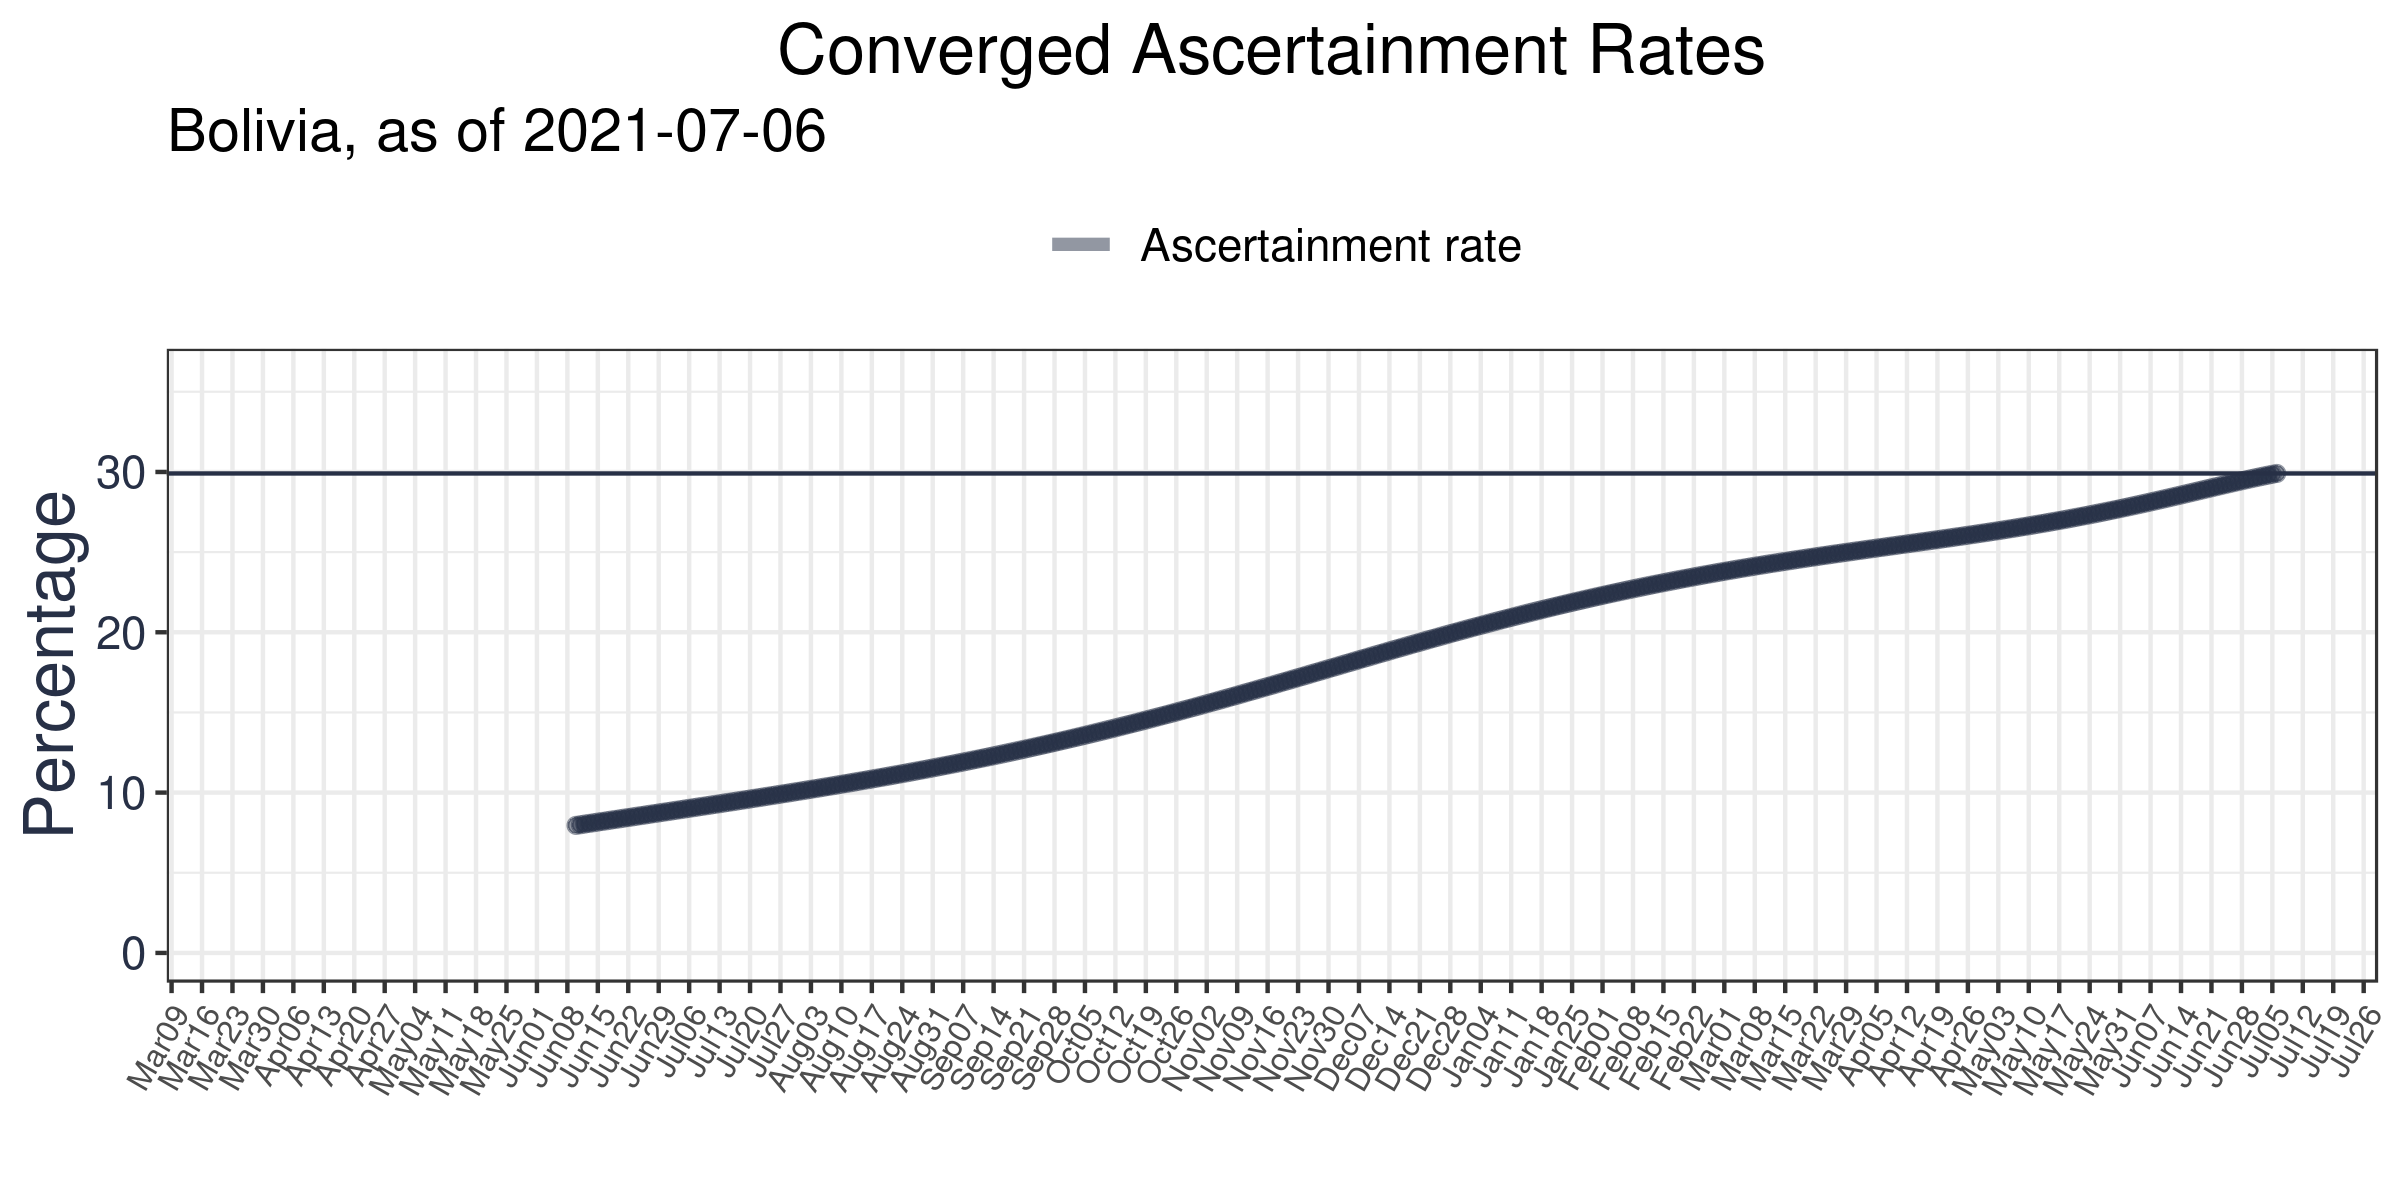 Converged Ascertainment Rates
Bolivia, as of 2021-07-06
Ascertainment rate
Percentage
30
20
10
0
Mar09
Mar16
Mar23
Mar30
Apr06
Apr13
Apr20
Apr27
May04
May11
May18
May25
Jun01
Jun08
Jun15
Jun22
Jun29
Jul06
Jul13
Jul20
Jul27
Aug03
Aug10
Aug17
Aug24
Aug31
Sep07
Sep14
Sep21
Sep28
Oct05
Oct12
Oct19
Oct26
Nov02
Nov09
Nov16
Nov23
Nov30
Dec07
Dec14
Dec21
Dec28
Jan04
Jan11
Jan18
Jan25
Feb01
Feb08
Feb15
Feb22
Mar01
Mar08
Mar15
Mar22
Mar29
Apr05
Apr12
Apr19
Apr26
May03
May10
May17
May24
May31
Jun07
Jun14
Jun21
Jun28
Jul05
Jul12
Jul19
Jul26